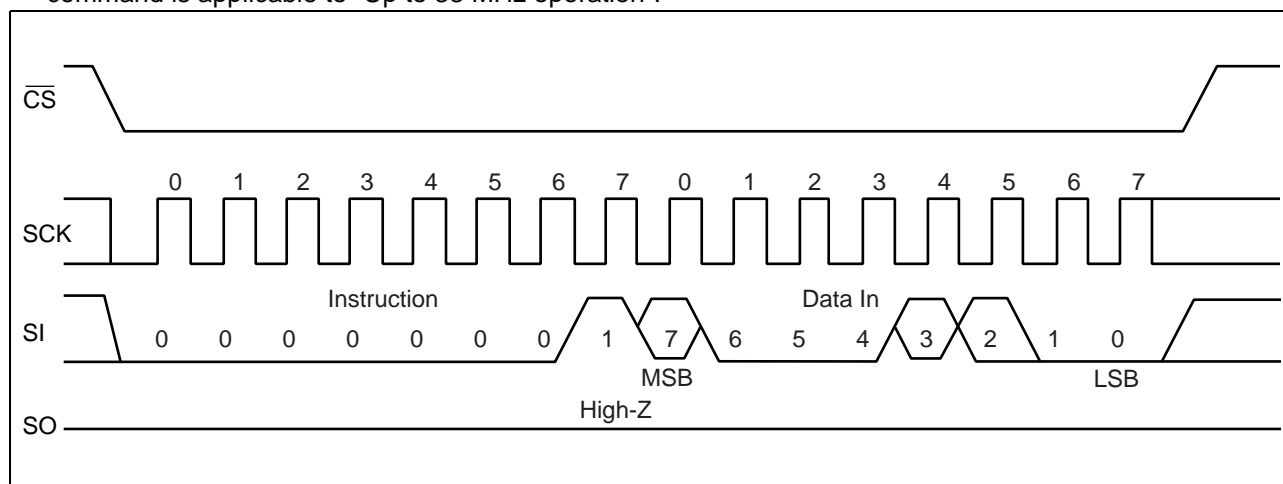 command is applicable to "Up to 33 MHz operation".
CS
0 1 2 3 4 5 6 7 0 1 2 3 4 5 6 7
SCK
Instruction Data In
SI 0 0 0 0 0 0 0 1 7 6 5 4 3 2 1 0
MSB LSB
High-Z
SO